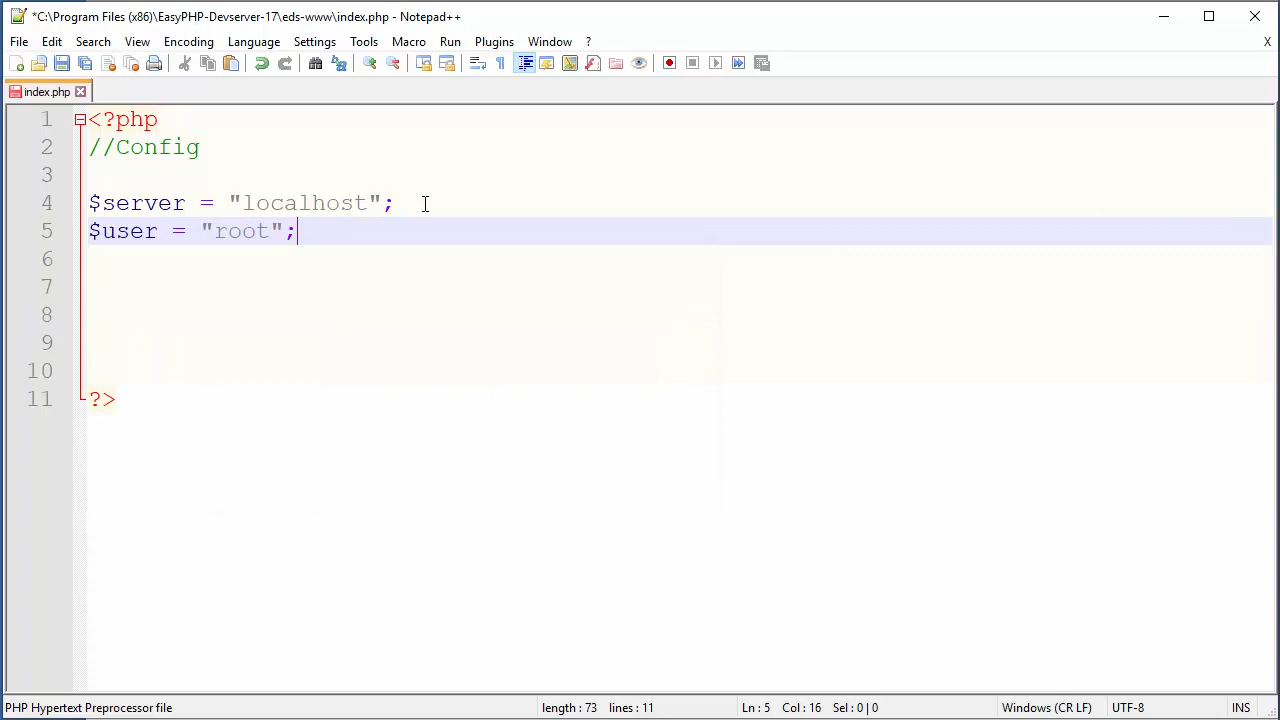 *C:\Program Files (x86)\EasyPHP-Devserver-17\eds-www\index.php - Notepad++
File Edit Search View Encoding Language Settings Tools Macro Run Plugins Window ? X
index.php
1 <?php
2 //Config
3
4 $server = "localhost";
5 $user = "root";
6
7
8
9
10
11 ?>
PHP Hypertext Preprocessor file length : 73 lines : 11 Ln : 5 Col : 16 Sel : 0 | 0 Windows (CR LF) UTF-8 INS